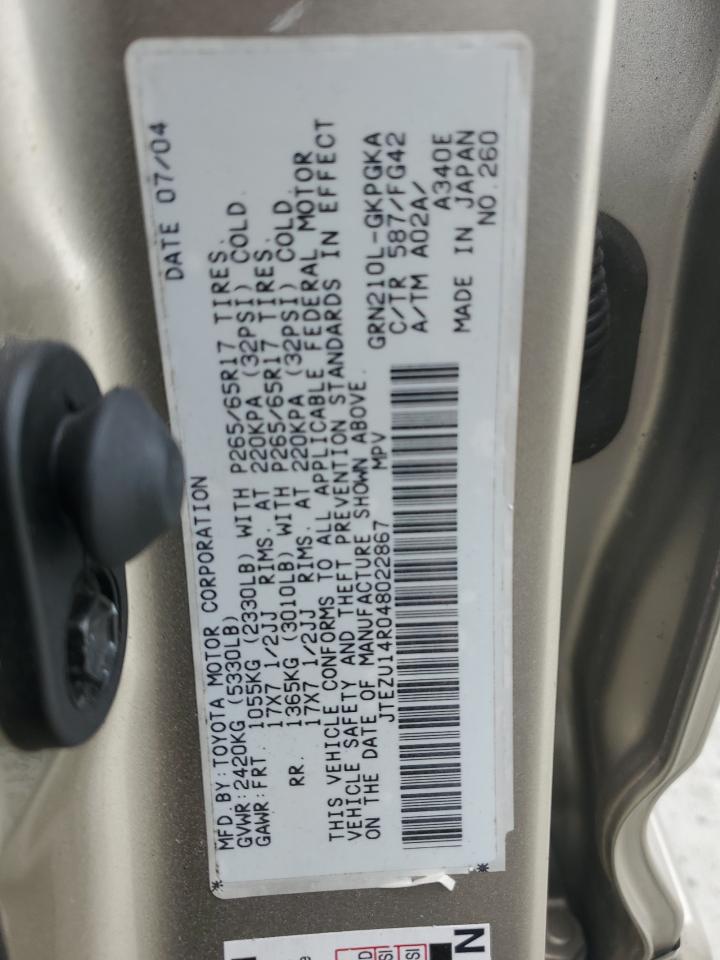 DATE 07/04
MFD. BY: TOYOTA MOTOR CORPORATION
GVWR: 2420KG (5330LB)
GAWR: FRT. 1055KG (2330LB) WITH P265/65R17 TIRES.
17X7 1/2JJ RIMS. AT 220KPA (32PSI) COLD.
RR. 1365KG (3010LB) WITH P265/65R17 TIRES.
17X7 1/2JJ RIMS. AT 220KPA (32PSI) COLD.
THIS VEHICLE CONFORMS TO ALL APPLICABLE FEDERAL MOTOR
VEHICLE SAFETY AND THEFT PREVENTION STANDARDS IN EFFECT
ON THE DATE OF MANUFACTURE SHOWN ABOVE.
JTEZU14R048022867 MPV
GRN210L-GKPGKA
C/TR 587/FG42
A/TM A02A/ A340E
MADE IN JAPAN
NO. 260